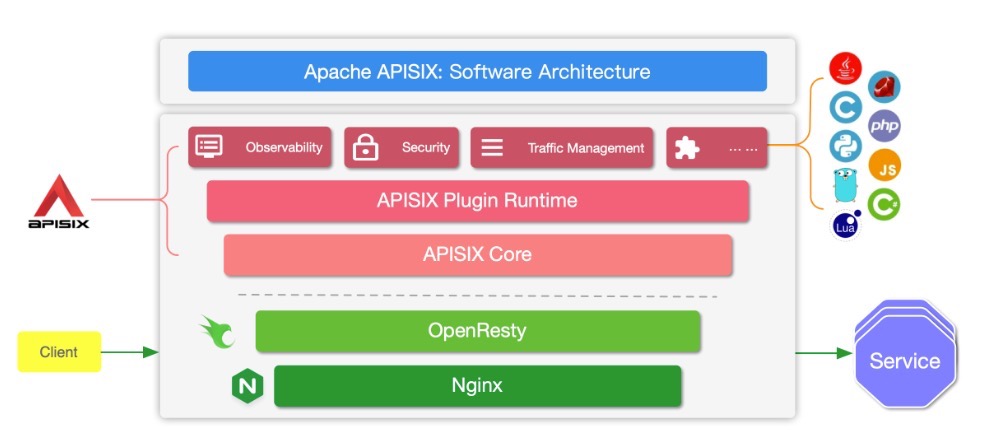 Apache APISIX: Software Architecture
Observability
Security
Traffic Management
... ...
APISIX Plugin Runtime
APISIX Core
OpenResty
Nginx
APISIX
Client
Service
N
C
php
JS
C#
Lua